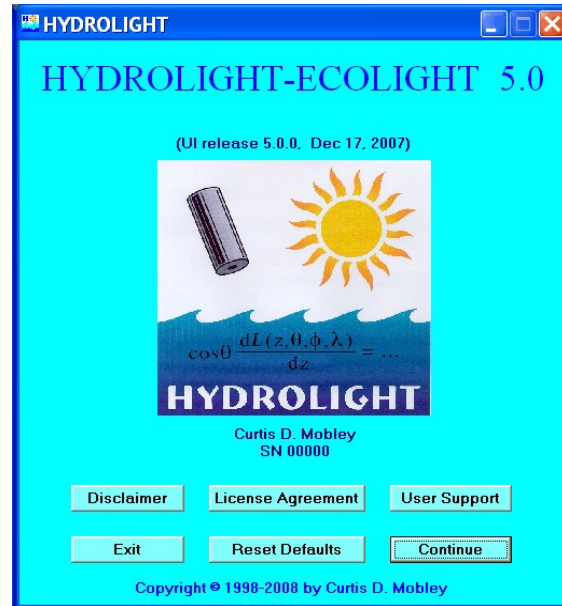 HYDROLIGHT
HYDROLIGHT-ECOLIGHT 5.0
(UI release 5.0.0, Dec 17, 2007)
cosθ dL(z,θ,ϕ,λ)/dz = ...
HYDROLIGHT
Curtis D. Mobley
SN 00000
Disclaimer License Agreement User Support
Exit Reset Defaults Continue
Copyright © 1998-2008 by Curtis D. Mobley